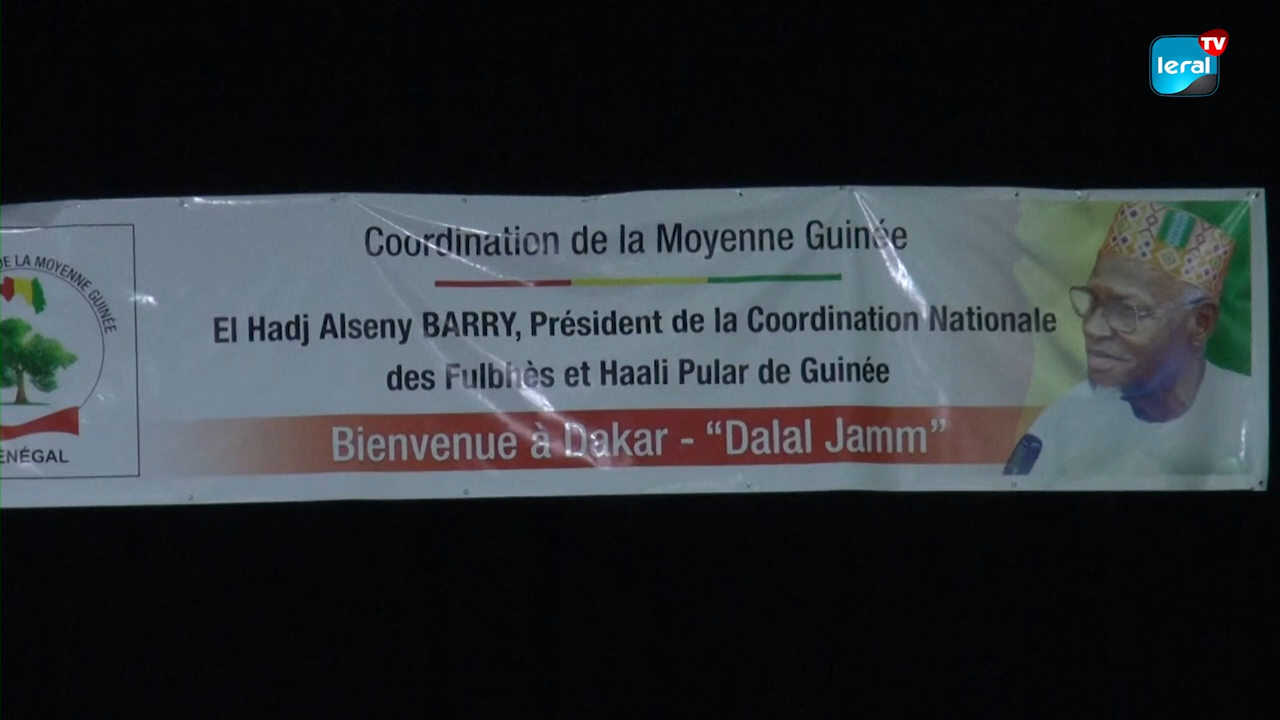 leral TV
DE LA MOYENNE GUINÉE
Coordination de la Moyenne Guinée
El Hadj Alseny BARRY, Président de la Coordination Nationale
des Fulbhès et Haali Pular de Guinée
Bienvenue à Dakar - “Dalal Jamm”
ÉNÉGAL